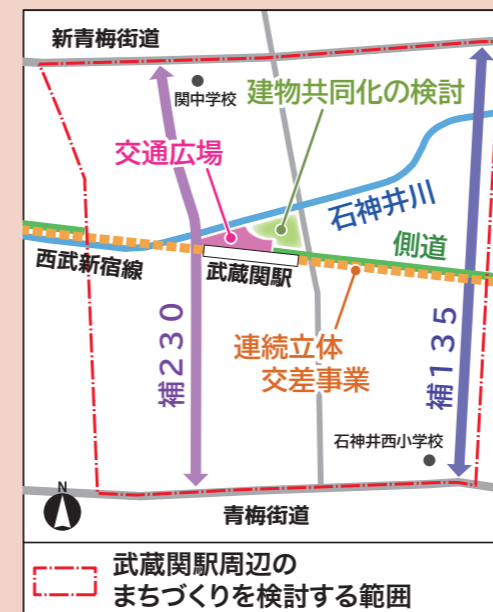 新青梅街道
関中学校
建物共同化の検討
交通広場
石神井川
側道
西武新宿線
武蔵関駅
補230
連続立体
交差事業
補135
石神井西小学校
N
青梅街道
武蔵関駅周辺の
まちづくりを検討する範囲